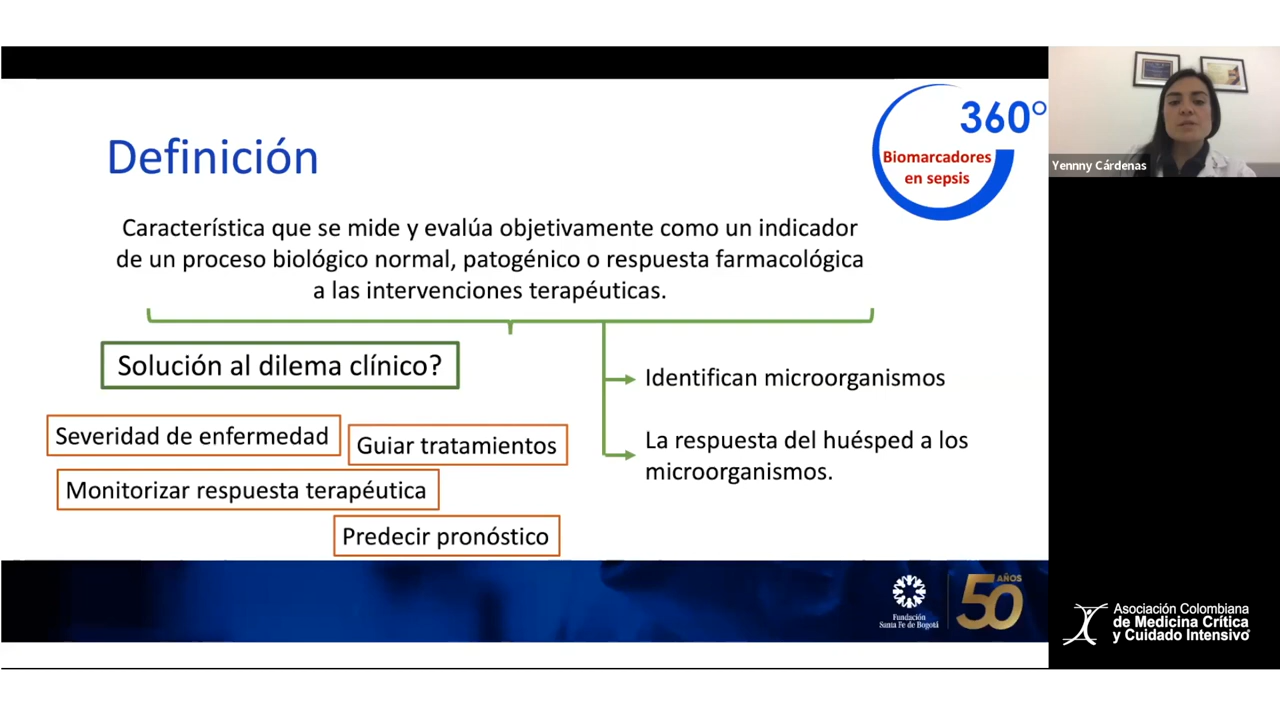 Definición
360°
Biomarcadores
en sepsis
Yennny Cárdenas
Característica que se mide y evalúa objetivamente como un indicador
de un proceso biológico normal, patogénico o respuesta farmacológica
a las intervenciones terapéuticas.
Solución al dilema clínico?
Severidad de enfermedad
Guiar tratamientos
Monitorizar respuesta terapéutica
Predecir pronóstico
Identifican microorganismos
La respuesta del huésped a los
microorganismos.
Fundación
Santa Fe de Bogotá
50 AÑOS
Asociación Colombiana
de Medicina Crítica
y Cuidado Intensivo